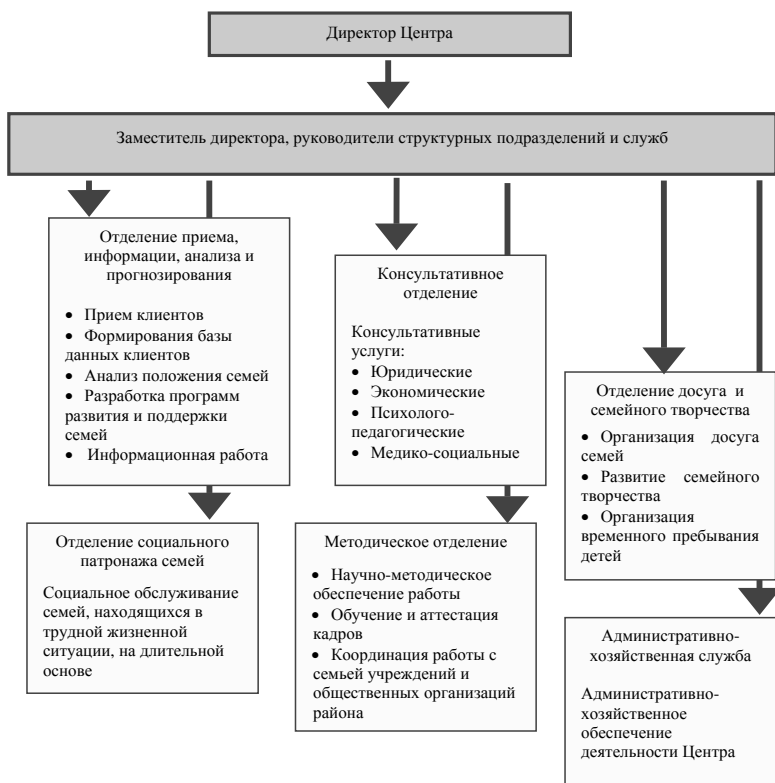 Директор Центра
Заместитель директора, руководители структурных подразделений и служб
Отделение приема,
информации, анализа и
прогнозирования
• Прием клиентов
• Формирования базы
данных клиентов
• Анализ положения семей
• Разработка программ
развития и поддержки
семей
• Информационная работа
Консультативное
отделение
Консультативные
услуги:
• Юридические
• Экономические
• Психолого-
педагогические
• Медико-социальные
Отделение досуга и
семейного творчества
• Организация досуга
семей
• Развитие семейного
творчества
• Организация
временного пребывания
детей
Отделение социального
патронажа семей
Социальное обслуживание
семей, находящихся в
трудной жизненной
ситуации, на длительной
основе
Методическое отделение
• Научно-методическое
обеспечение работы
• Обучение и аттестация
кадров
• Координация работы с
семьей учреждений и
общественных организаций
района
Административно-
хозяйственная служба
Административно-
хозяйственное
обеспечение
деятельности Центра